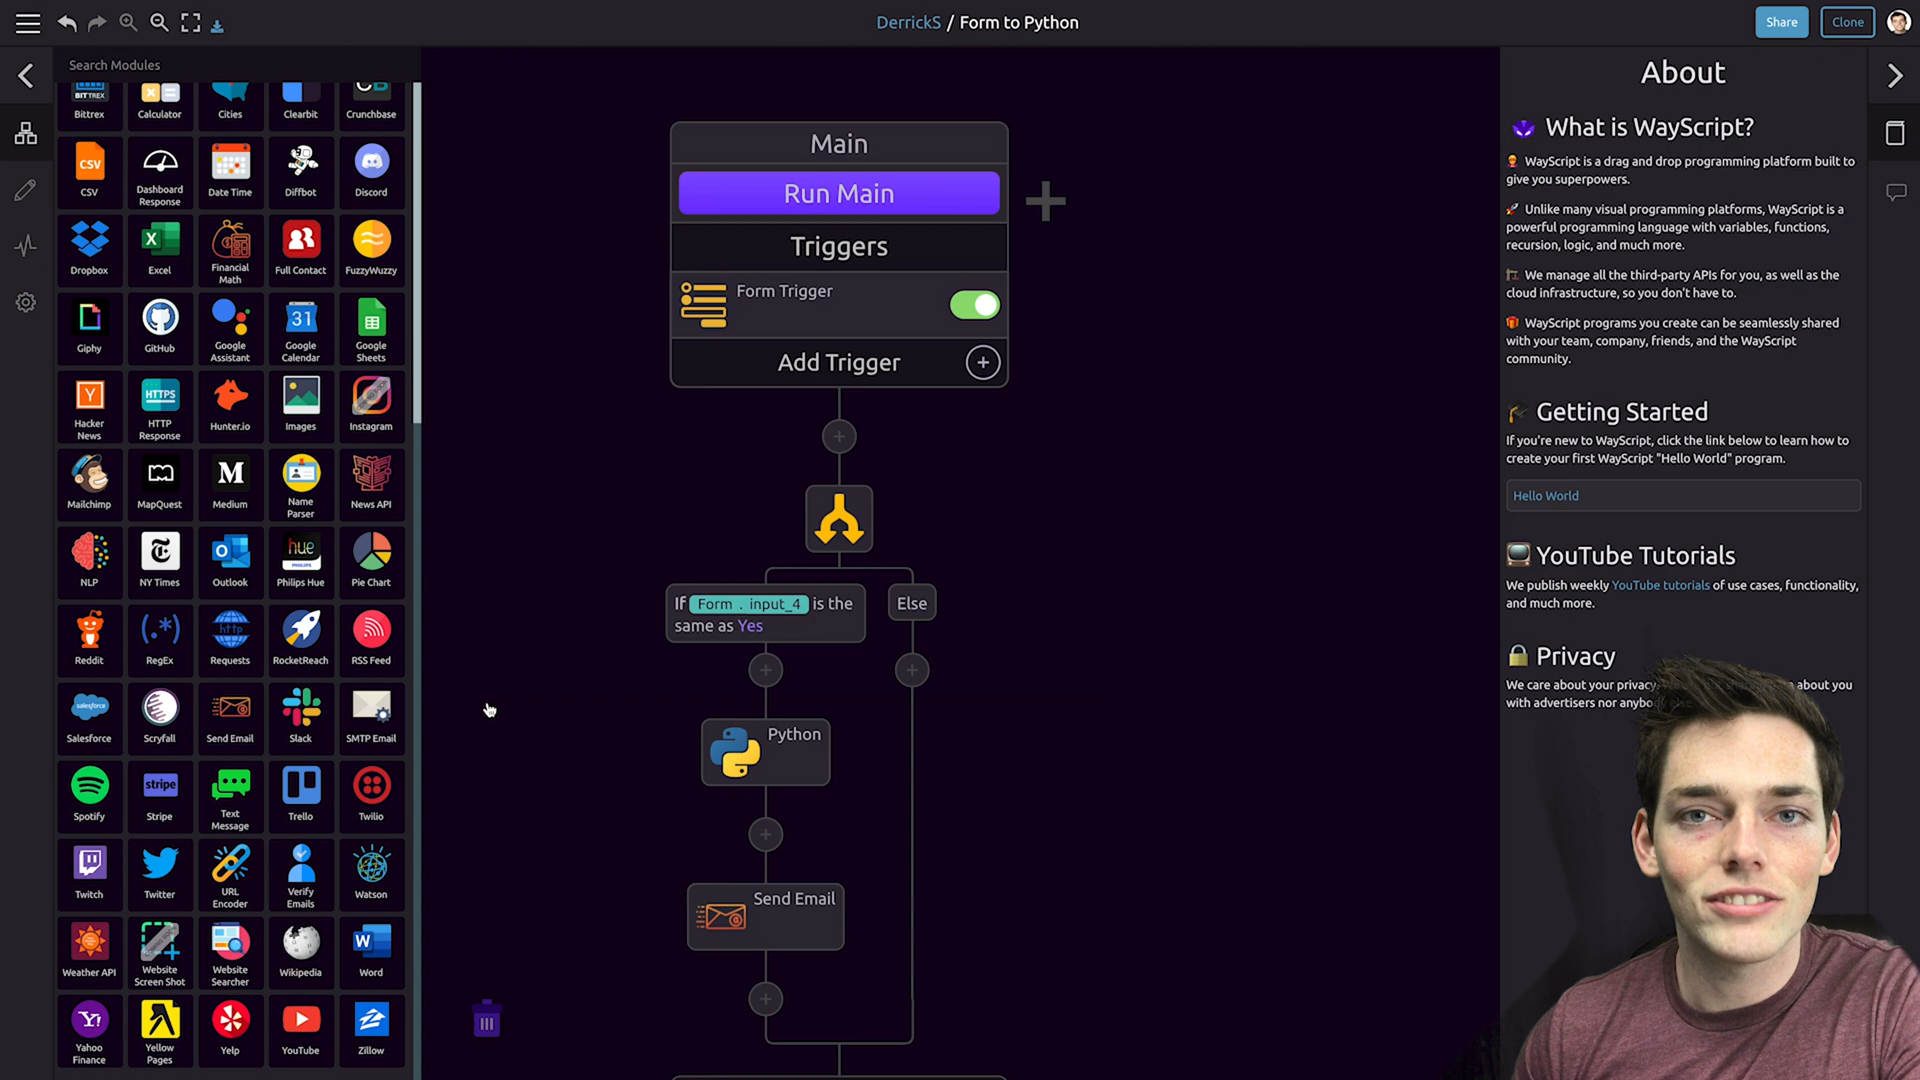 DerrickS / Form to Python
Share
Clone
Search Modules
BITTREX
Bittrex
Calculator
Cities
Clearbit
Crunchbase
CSV
CSV
Dashboard
Response
Date Time
Diffbot
Discord
Dropbox
Excel
Financial
Math
Full Contact
FuzzyWuzzy
Giphy
GitHub
Google
Assistant
31
Google
Calendar
Google
Sheets
Hacker
News
HTTPS
HTTP
Response
Hunter.io
Images
Instagram
Mailchimp
MapQuest
Medium
Name
Parser
News API
NLP
NY Times
Outlook
hue
PHILIPS
Philips Hue
Pie Chart
Reddit
RegEx
http
Requests
RocketReach
RSS Feed
salesforce
Salesforce
Scryfall
Send Email
Slack
SMTP Email
Spotify
stripe
Stripe
Text
Message
Trello
Twilio
Twitch
Twitter
URL
Encoder
Verify
Emails
Watson
Weather API
Website
Screen Shot
Website
Searcher
Wikipedia
Word
Yahoo
Finance
Yellow
Pages
Yelp
YouTube
Zillow
Main
Run Main
Triggers
Form Trigger
Add Trigger
If Form . input_4 is the
same as Yes
Else
Python
Send Email
About
What is WayScript?
WayScript is a drag and drop programming platform built to
give you superpowers.
Unlike many visual programming platforms, WayScript is a
powerful programming language with variables, functions,
recursion, logic, and much more.
We manage all the third-party APIs for you, as well as the
cloud infrastructure, so you don't have to.
WayScript programs you create can be seamlessly shared
with your team, company, friends, and the WayScript
community.
Getting Started
If you're new to WayScript, click the link below to learn how to
create your first WayScript "Hello World" program.
Hello World
YouTube Tutorials
We publish weekly YouTube tutorials of use cases, functionality,
and much more.
Privacy
We care about your privacy about you
with advertisers nor